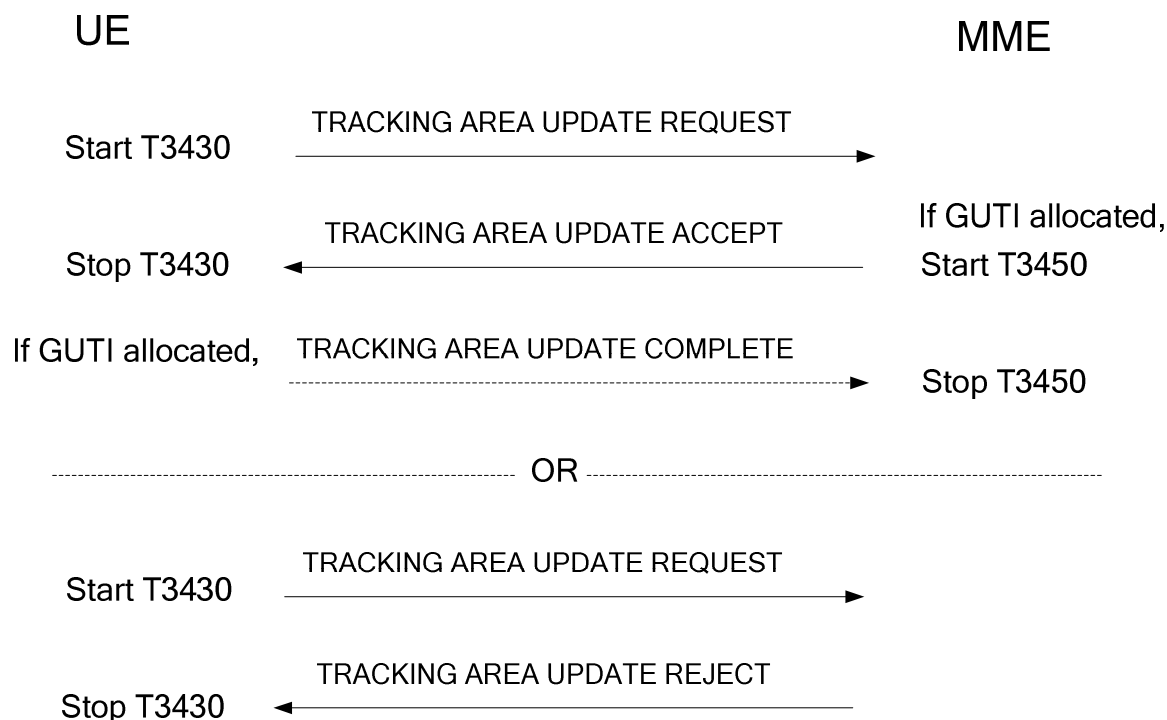 UE
MME
TRACKING AREA UPDATE REQUEST
Start T3430
If GUTI allocated,
TRACKING AREA UPDATE ACCEPT
Stop T3430
Start T3450
If GUTI allocated,
TRACKING AREA UPDATE COMPLETE
Stop T3450
OR
TRACKING AREA UPDATE REQUEST
Start T3430
TRACKING AREA UPDATE REJECT
Stop T3430